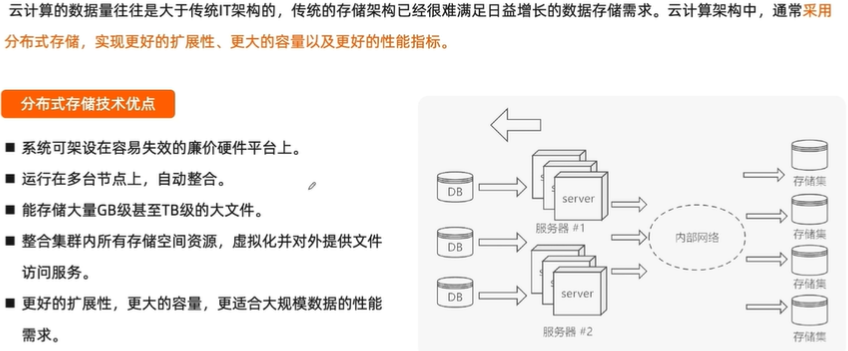 云计算的数据量往往是大于传统IT架构的，传统的存储架构已经很难满足日益增长的数据存储需求。云计算架构中，通常采用
分布式存储，实现更好的扩展性、更大的容量以及更好的性能指标。
分布式存储技术优点
■ 系统可架设在容易失效的廉价硬件平台上。
■ 运行在多台节点上，自动整合。
■ 能存储大量GB级甚至TB级的大文件。
■ 整合集群内所有存储空间资源，虚拟化并对外提供文件
访问服务。
■ 更好的扩展性，更大的容量，更适合大规模数据的性能
需求。
DB
DB
DB
s
s
server
服务器 #1
s
s
server
服务器 #2
内部网络
存储集
存储集
存储集
存储集